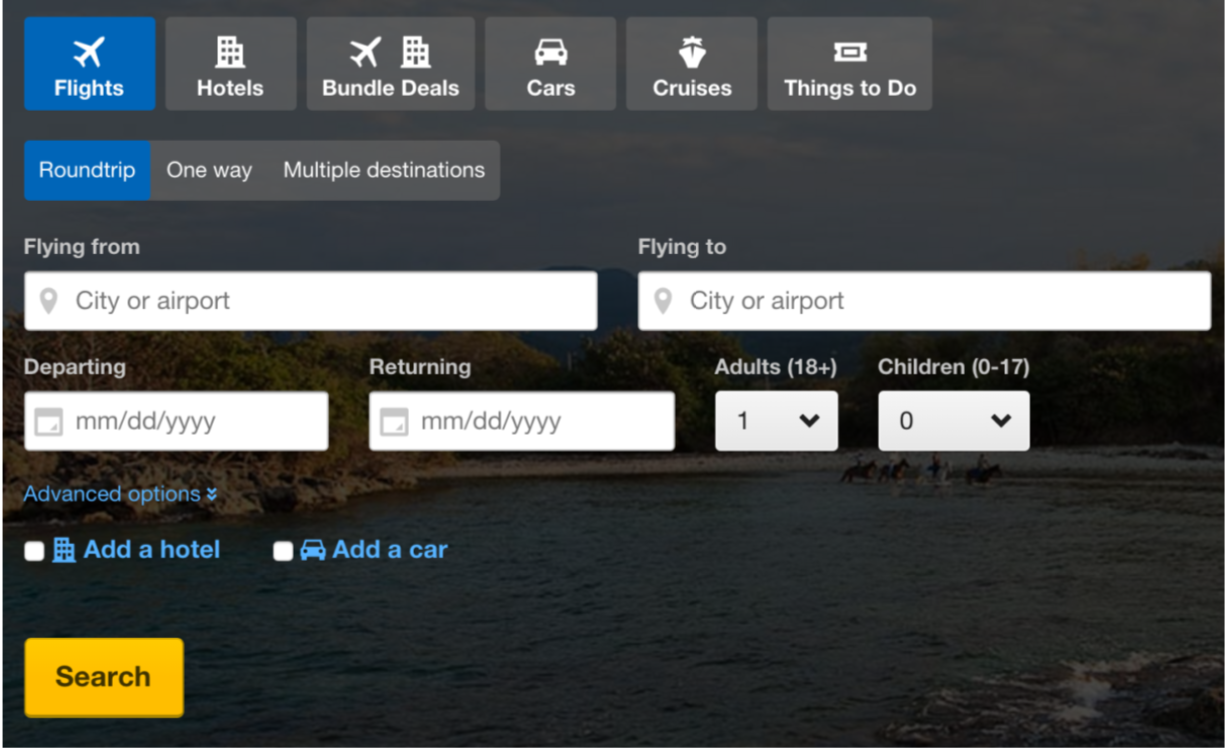 Flights Hotels Bundle Deals Cars Cruises Things to Do
Roundtrip One way Multiple destinations
Flying from Flying to
City or airport City or airport
Departing Returning Adults (18+) Children (0-17)
mm/dd/yyyy mm/dd/yyyy 1 0
Advanced options
Add a hotel Add a car
Search